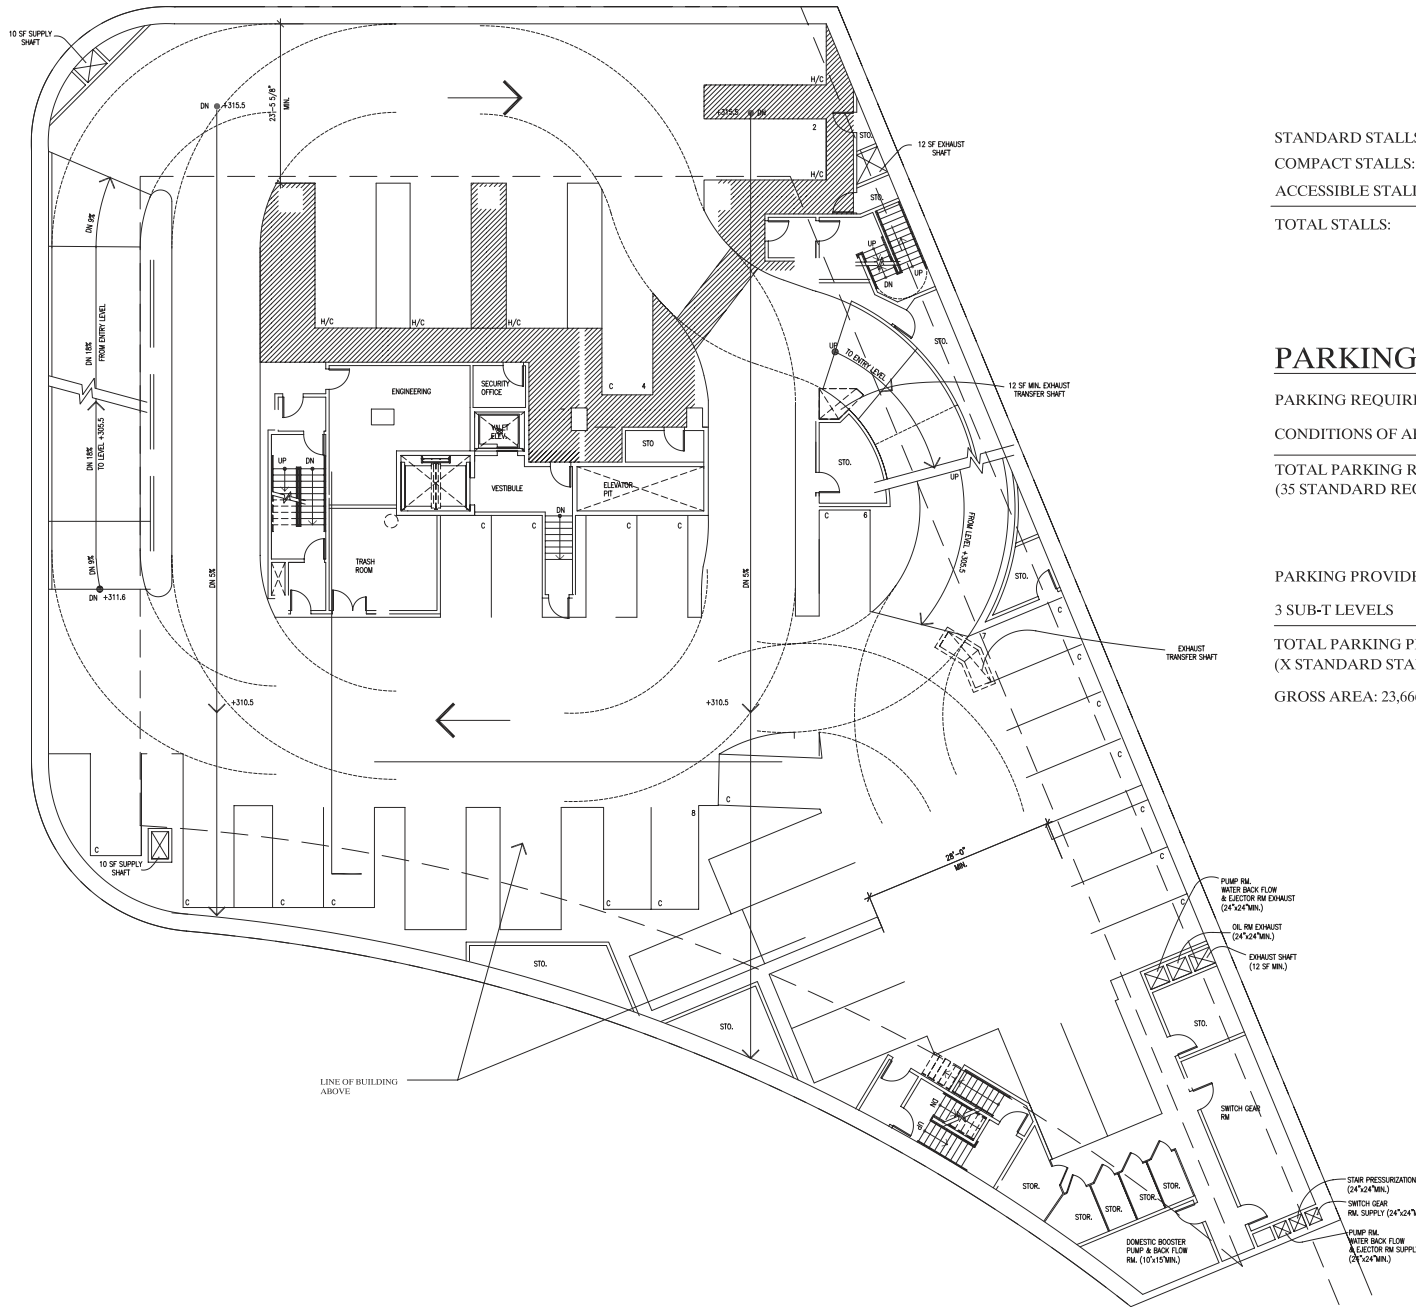 10 SF SUPPLY
SHAFT
DN
+315.5
23'-5 5/8"
MIN.
H/C
+315.5
DN
2
STO.
12 SF EXHAUST
SHAFT
H/C
STO.
DN 9%
UP
UP
DN
DN 18%
FROM ENTRY LEVEL
H/C
H/C
H/C
STO.
UP
TO ENTRY LEVEL
ENGINEERING
SECURITY
OFFICE
C
4
12 SF MIN. EXHAUST
TRANSFER SHAFT
VALET
ELEV.
STO
DN 18%
TO LEVEL +305.5
UP
DN
STO.
VESTIBULE
ELEVATOR
PIT
UP
DN
C
C
C
C
C
6
FROM LEVEL +305.5
TRASH
ROOM
DN 9%
DN 5%
DN 5%
STO.
DN
+311.6
C
7
C
EXHAUST
TRANSFER SHAFT
+310.5
+310.5
C
C
C
C
8
C
C
10 SF SUPPLY
SHAFT
28'-0"
MIN.
C
C
C
C
C
C
C
PUMP RM.
WATER BACK FLOW
& EJECTOR RM EXHAUST
(24"x24"MIN.)
OIL RM EXHAUST
(24"x24"MIN.)
EXHAUST SHAFT
(12 SF MIN.)
STO.
STO.
STO.
LINE OF BUILDING
ABOVE
DN
UP
SWITCH GEAR
RM
STOR.
STOR.
STOR.
STOR.
STOR.
DOMESTIC BOOSTER
PUMP & BACK FLOW
RM. (10'x15'MIN.)
STAIR PRESSURIZATION
(24"x24"MIN.)
SWITCH GEAR
RM. SUPPLY (24"x24"M
PUMP RM.
WATER BACK FLOW
& EJECTOR RM SUPPL
(24"x24"MIN.)
STANDARD STALLS
COMPACT STALLS:
ACCESSIBLE STALL
TOTAL STALLS:
PARKING
PARKING REQUIRE
CONDITIONS OF A
TOTAL PARKING R
(35 STANDARD REQ
PARKING PROVIDE
3 SUB-T LEVELS
TOTAL PARKING P
(X STANDARD STA
GROSS AREA: 23,66